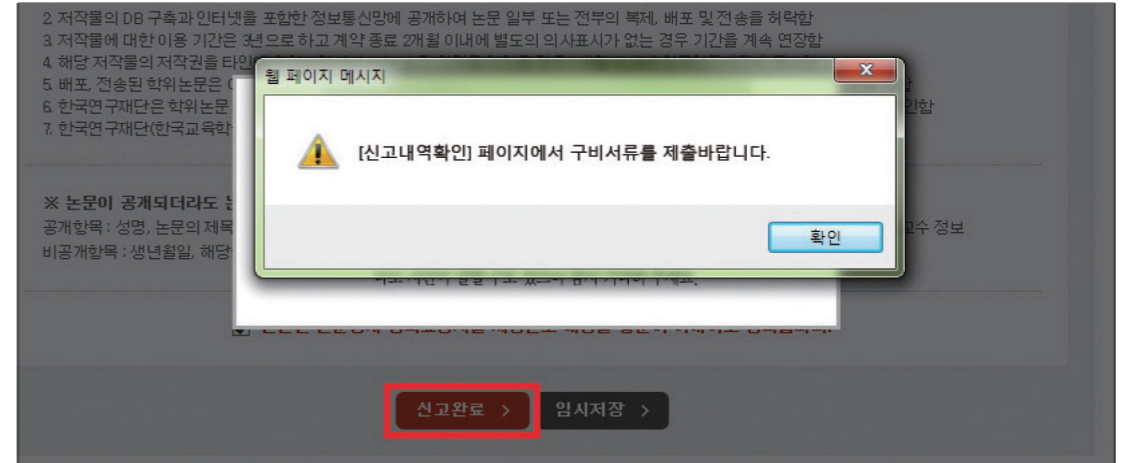 2. 저작물의 DB 구축과 인터넷을 포함한 정보통신망에 공개하여 논문 일부 또는 전부의 복제, 배포 및 전송을 허락함
3. 저작물에 대한 이용 기간은 3년으로 하고 계약 종료 2개월 이내에 별도의 의사표시가 없는 경우 기간을 계속 연장함
4. 해당 저작물의 저작권을 타인
5. 배포, 전송된 학위논문은
6. 한국연구재단은 학위논문 인함
7. 한국연구재단(한국교육학
웹 페이지 메시지
[신고내역확인] 페이지에서 구비서류를 제출바랍니다.
확인
※ 논문이 공개되더라도
공개항목 : 성명, 논문의 제목 교수 정보
비공개항목 : 생년월일, 해당
신고완료 >
임시저장 >